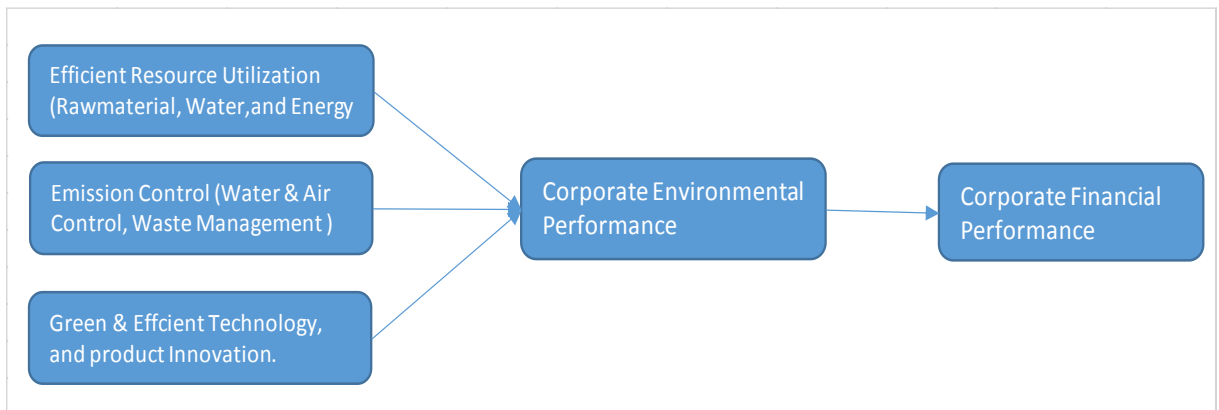 Efficient Resource Utilization
(Rawmaterial, Water,and Energy
Emission Control (Water & Air
Control, Waste Management )
Green & Effcient Technology,
and product Innovation.
Corporate Environmental
Performance
Corporate Financial
Performance